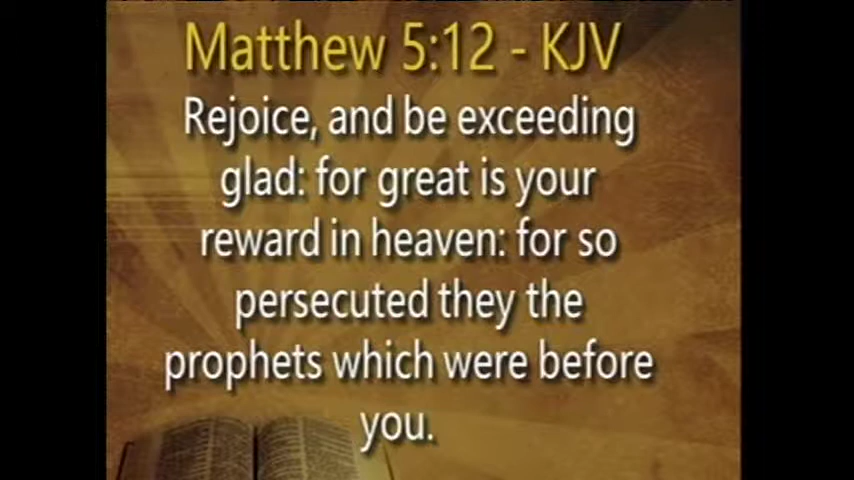 Matthew 5:12 - KJV
Rejoice, and be exceeding
glad: for great is your
reward in heaven: for so
persecuted they the
prophets which were before
you.